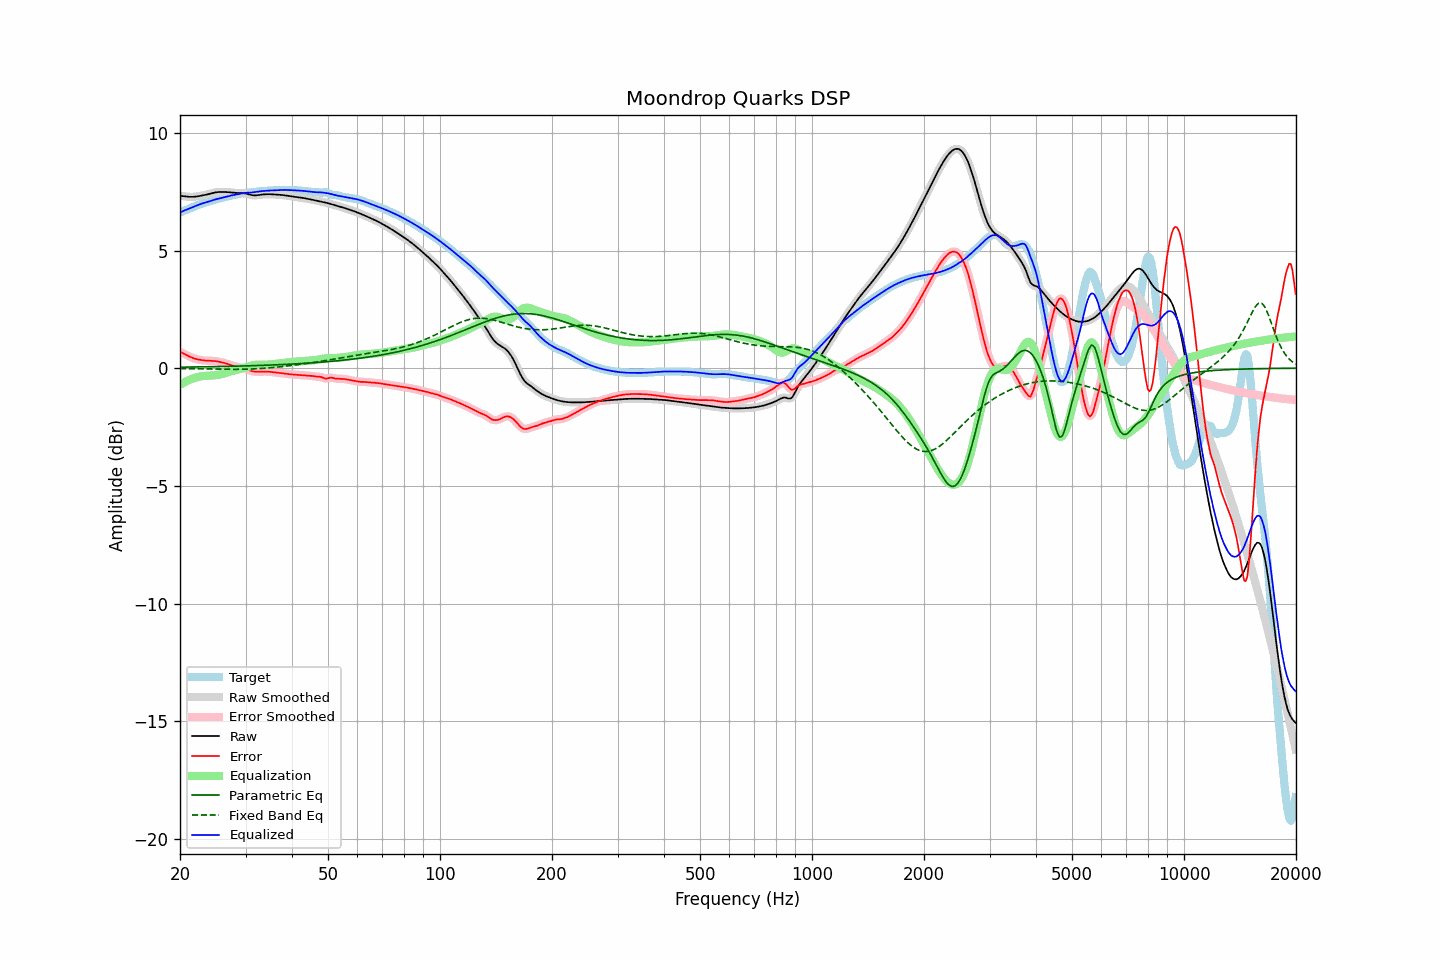 Moondrop Quarks DSP
10
5
0
−5
−10
−15
−20
Amplitude (dBr)
Target
Raw Smoothed
Error Smoothed
Raw
Error
Equalization
Parametric Eq
Fixed Band Eq
Equalized
20 50 100 200 500 1000 2000 5000 10000 20000
Frequency (Hz)